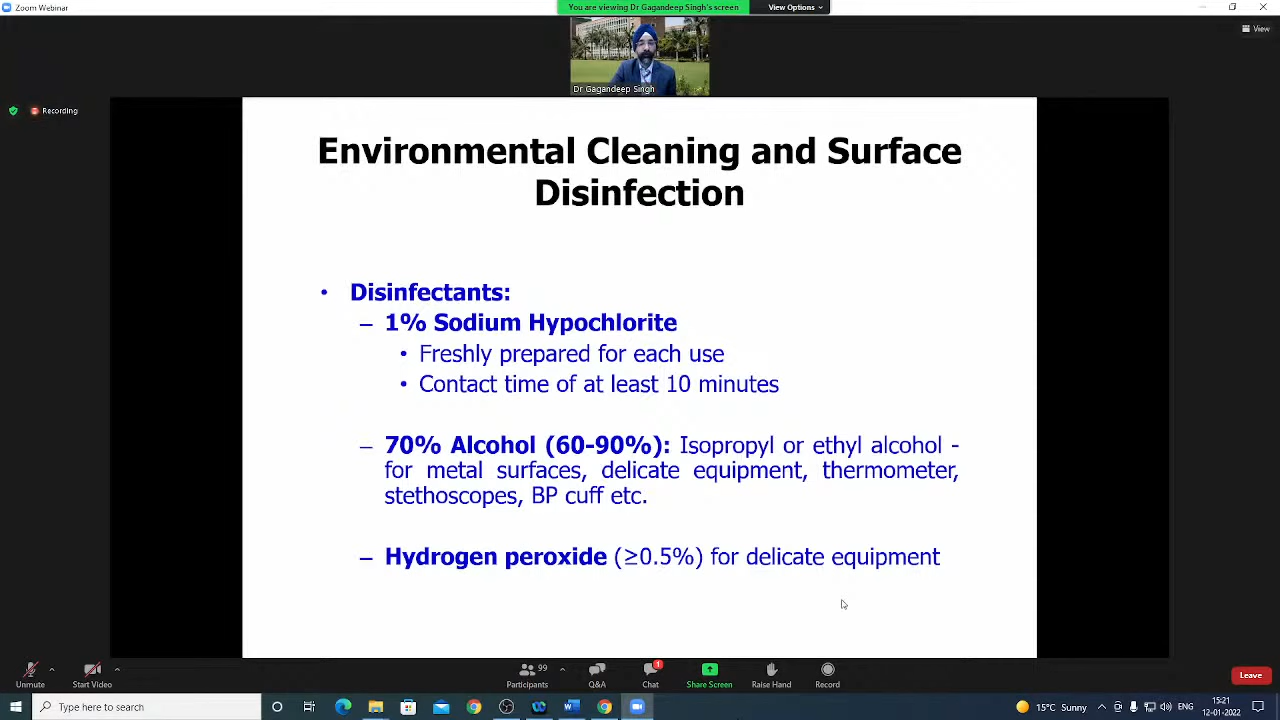 Zoom Webinar
You are viewing Dr Gagandeep Singh's screen
View Options
View
Dr Gagandeep Singh
Recording
Environmental Cleaning and Surface
Disinfection
• Disinfectants:
– 1% Sodium Hypochlorite
• Freshly prepared for each use
• Contact time of at least 10 minutes
– 70% Alcohol (60-90%): Isopropyl or ethyl alcohol -
for metal surfaces, delicate equipment, thermometer,
stethoscopes, BP cuff etc.
– Hydrogen peroxide (≥0.5%) for delicate equipment
Unmute
Start Video
99
Participants
Q&A
1
Chat
Share Screen
Raise Hand
Record
Leave
Type here to search
15°C Sunny
ENG
15:21
12-01-2022